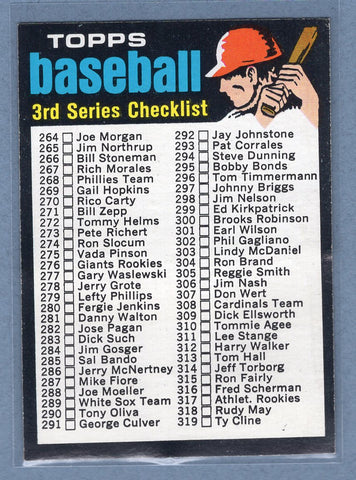 TOPPS
baseball
3rd Series Checklist
264 Joe Morgan
265 Jim Northrup
266 Bill Stoneman
267 Rich Morales
268 Phillies Team
269 Gail Hopkins
270 Rico Carty
271 Bill Zepp
272 Tommy Helms
273 Pete Richert
274 Ron Slocum
275 Vada Pinson
276 Giants Rookies
277 Gary Waslewski
278 Jerry Grote
279 Lefty Phillips
280 Fergie Jenkins
281 Danny Walton
282 Jose Pagan
283 Dick Such
284 Jim Gosger
285 Sal Bando
286 Jerry McNertney
287 Mike Fiore
288 Joe Moeller
289 White Sox Team
290 Tony Oliva
291 George Culver
292 Jay Johnstone
293 Pat Corrales
294 Steve Dunning
295 Bobby Bonds
296 Tom Timmermann
297 Johnny Briggs
298 Jim Nelson
299 Ed Kirkpatrick
300 Brooks Robinson
301 Earl Wilson
302 Phil Gagliano
303 Lindy McDaniel
304 Ron Brand
305 Reggie Smith
306 Jim Nash
307 Don Wert
308 Cardinals Team
309 Dick Ellsworth
310 Tommie Agee
311 Lee Stange
312 Harry Walker
313 Tom Hall
314 Jeff Torborg
315 Ron Fairly
316 Fred Scherman
317 Athlet. Rookies
318 Rudy May
319 Ty Cline